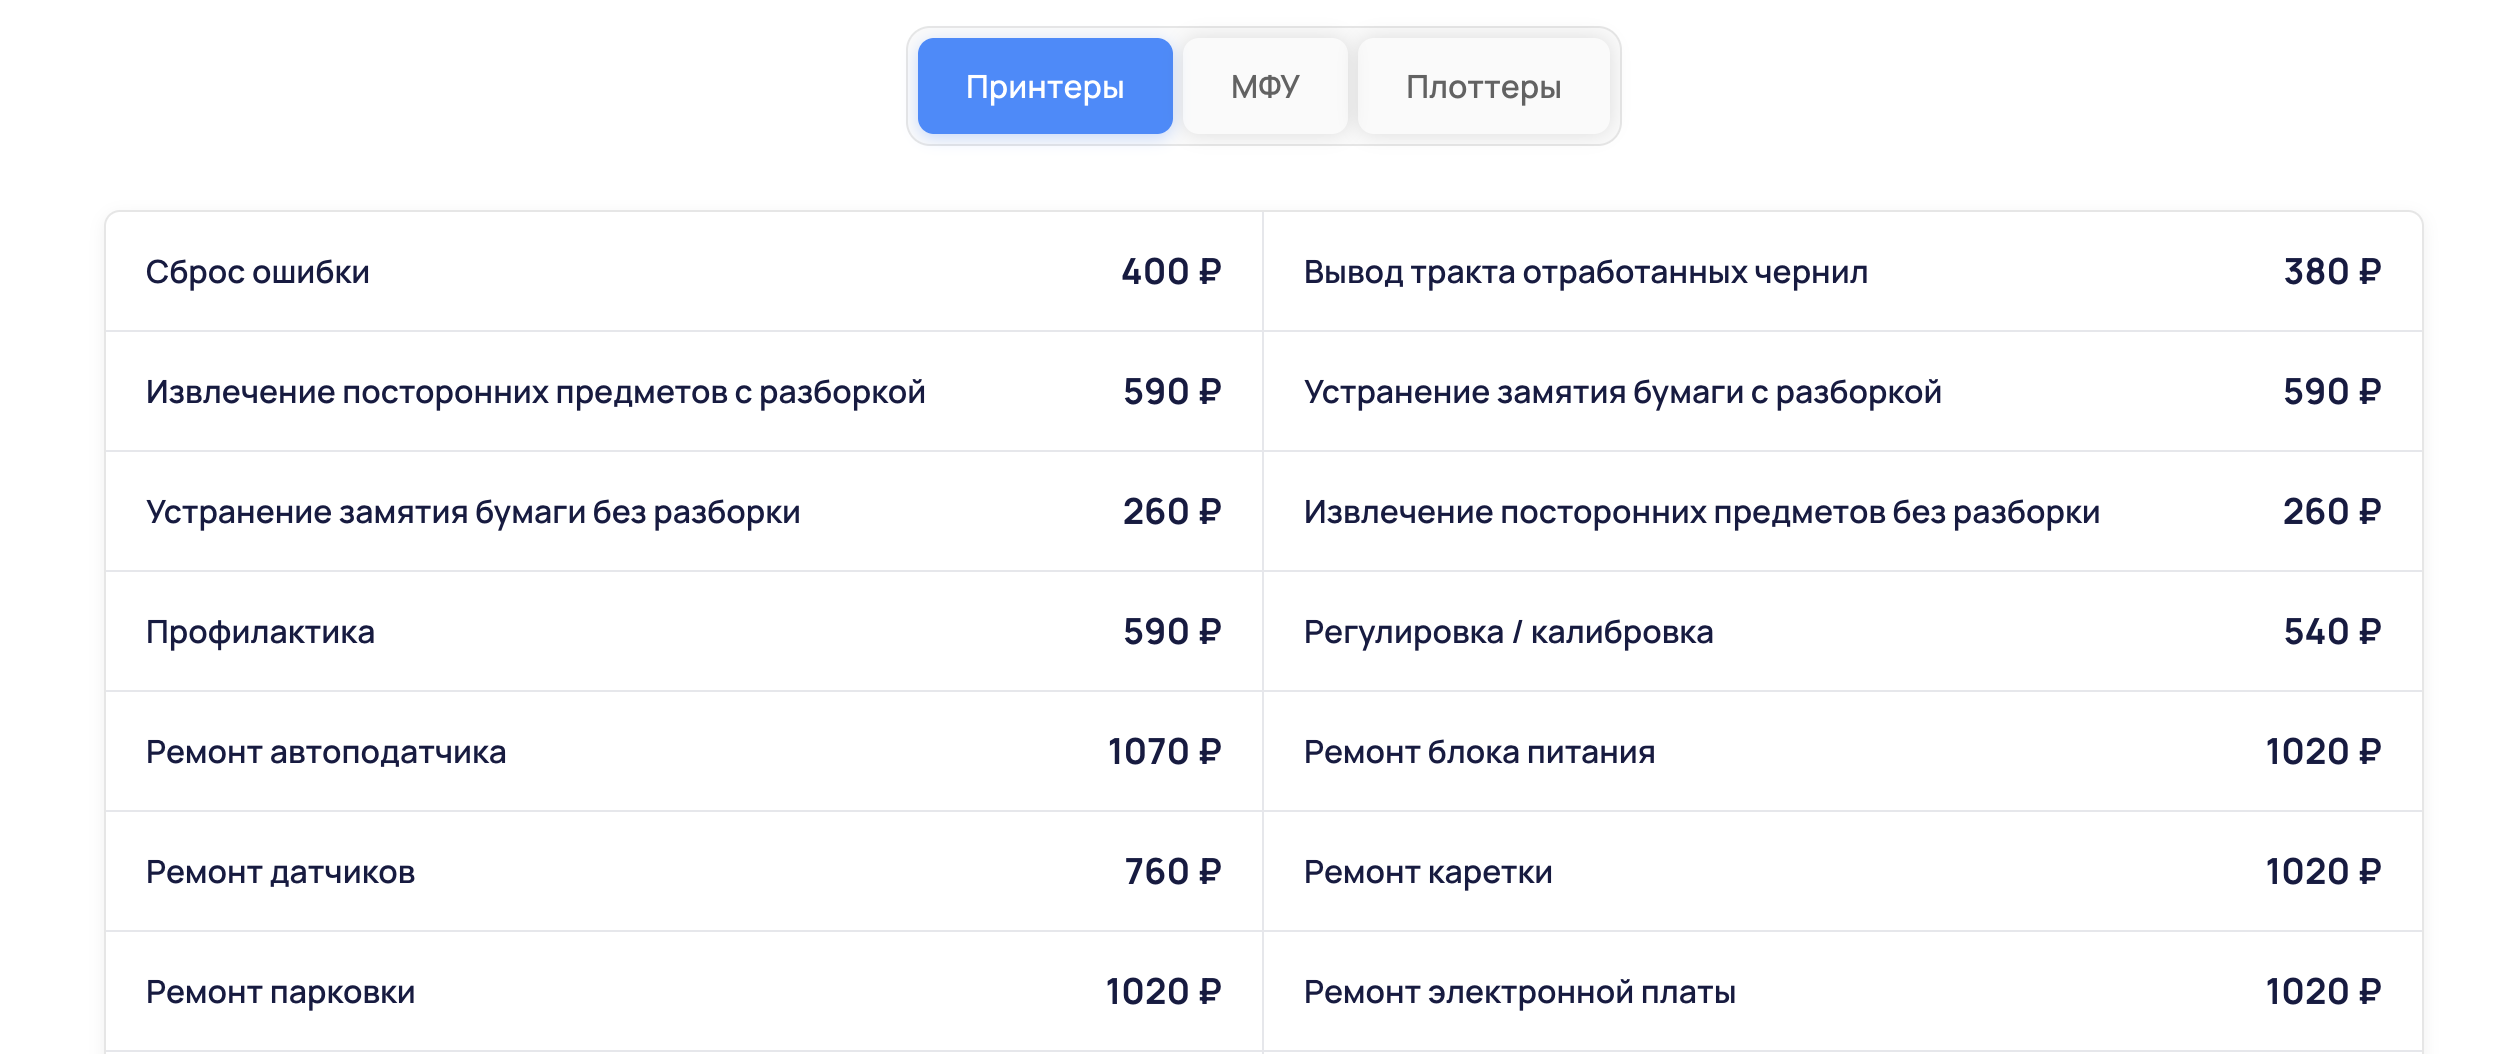 Принтеры МФУ Плоттеры
Сброс ошибки 400 ₽ Вывод тракта отработанных чернил 380 ₽
Извлечение посторонних предметов с разборкой 590 ₽ Устранение замятия бумаги с разборкой 590 ₽
Устранение замятия бумаги без разборки 260 ₽ Извлечение посторонних предметов без разборки 260 ₽
Профилактика 590 ₽ Регулировка / калибровка 540 ₽
Ремонт автоподатчика 1070 ₽ Ремонт блока питания 1020 ₽
Ремонт датчиков 760 ₽ Ремонт каретки 1020 ₽
Ремонт парковки 1020 ₽ Ремонт электронной платы 1020 ₽